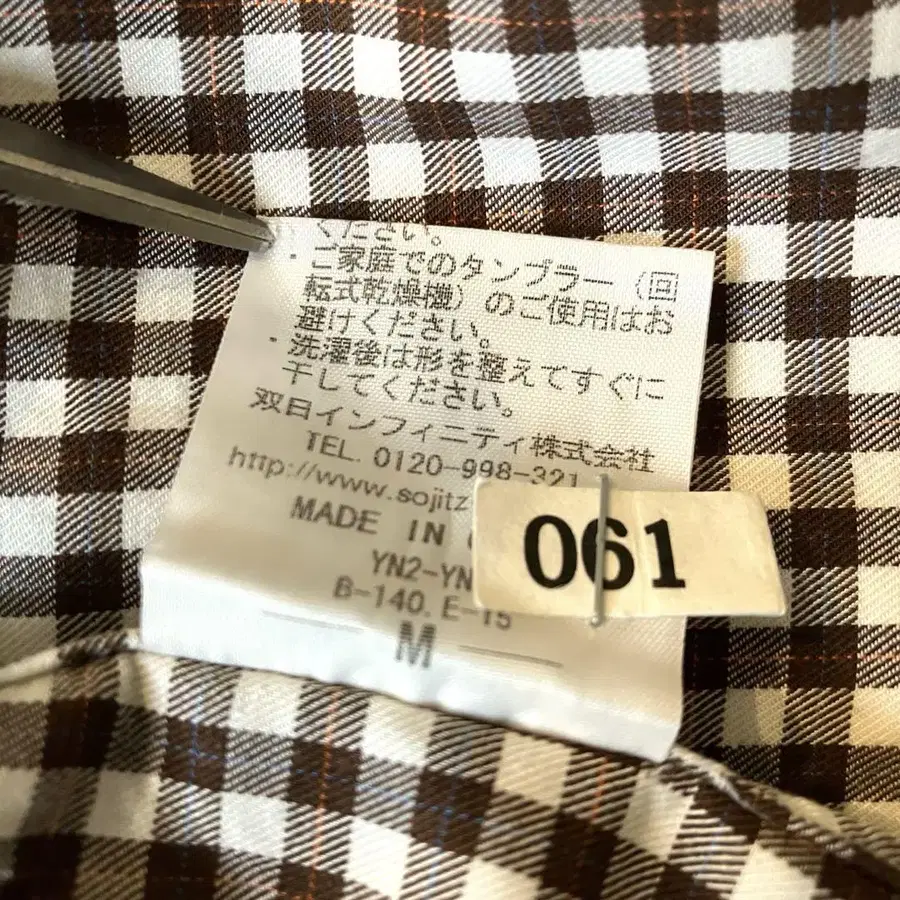 ください。
・ご家庭でのタンブラー（回
転式乾燥機）のご使用はお
避けください。
・洗濯後は形を整えてすぐに
干してください。
双日インフィニティ株式会社
TEL. 0120-998-321
http://www.sojitz
MADE IN
061
YN2-YN
B-140. E-15
M